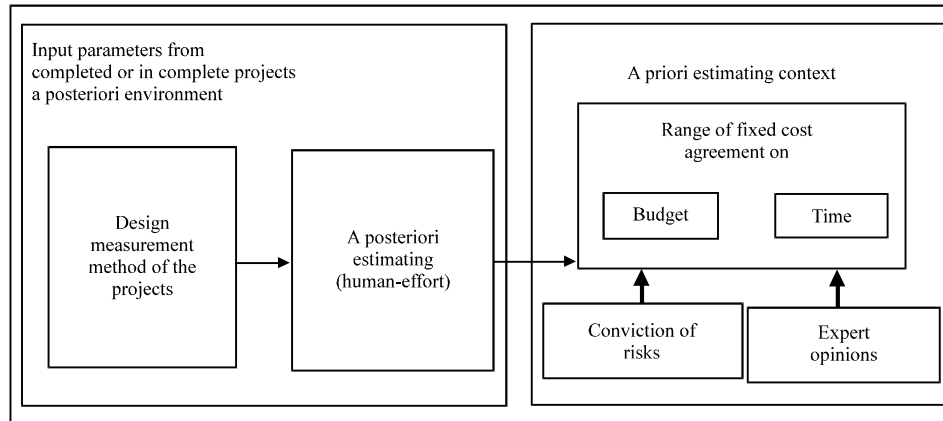 Input parameters from
completed or in complete projects
a posteriori environment
Design
measurement
method of the
projects
A posteriori
estimating
(human-effort)
A priori estimating context
Range of fixed cost
agreement on
Budget
Time
Conviction of
risks
Expert
opinions